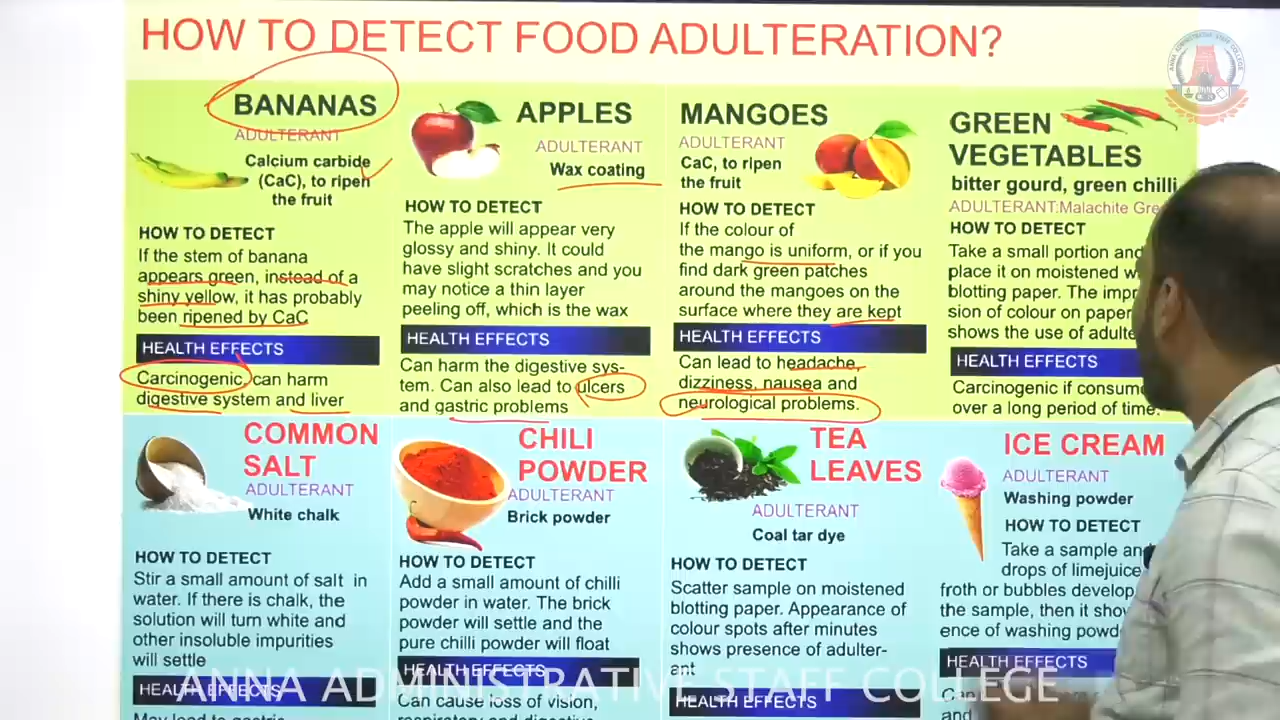 HOW TO DETECT FOOD ADULTERATION?
BANANAS
ADULTERANT
Calcium carbide
(CaC), to ripen
the fruit
HOW TO DETECT
If the stem of banana
appears green, instead of a
shiny yellow, it has probably
been ripened by CaC
HEALTH EFFECTS
Carcinogenic, can harm
digestive system and liver
APPLES
ADULTERANT
Wax coating
HOW TO DETECT
The apple will appear very
glossy and shiny. It could
have slight scratches and you
may notice a thin layer
peeling off, which is the wax
HEALTH EFFECTS
Can harm the digestive sys-
tem. Can also lead to ulcers
and gastric problems
MANGOES
ADULTERANT
CaC, to ripen
the fruit
HOW TO DETECT
If the colour of
the mango is uniform, or if you
find dark green patches
around the mangoes on the
surface where they are kept
HEALTH EFFECTS
Can lead to headache,
dizziness, nausea and
neurological problems.
GREEN
VEGETABLES
bitter gourd, green chilli
ADULTERANT:Malachite
HOW TO DETECT
Take a small portion and
place it on moistened
blotting paper. The
sion of colour on paper
shows the use of
HEALTH EFFECTS
Carcinogenic if
over a long period of time.
COMMON
SALT
ADULTERANT
White chalk
HOW TO DETECT
Stir a small amount of salt in
water. If there is chalk, the
solution will turn white and
other insoluble impurities
will settle
HEALTH EFFECTS
May lead to gastric
CHILI
POWDER
ADULTERANT
Brick powder
HOW TO DETECT
Add a small amount of chilli
powder in water. The brick
powder will settle and the
pure chilli powder will float
HEALTH EFFECTS
Can cause loss of vision,
respiratory and digestive
TEA
LEAVES
ADULTERANT
Coal tar dye
HOW TO DETECT
Scatter sample on moistened
blotting paper. Appearance of
colour spots after minutes
shows presence of adulter-
ant
HEALTH EFFECTS
ICE CREAM
ADULTERANT
Washing powder
HOW TO DETECT
Take a sample and
drops of limejuice
froth or bubbles develop
the sample, then it
ence of washing
HEALTH EFFECTS
Can
and
ANNA ADMINISTRATIVE STAFF COLLEGE
ANNA ADMINISTRATIVE STAFF COLLEGE